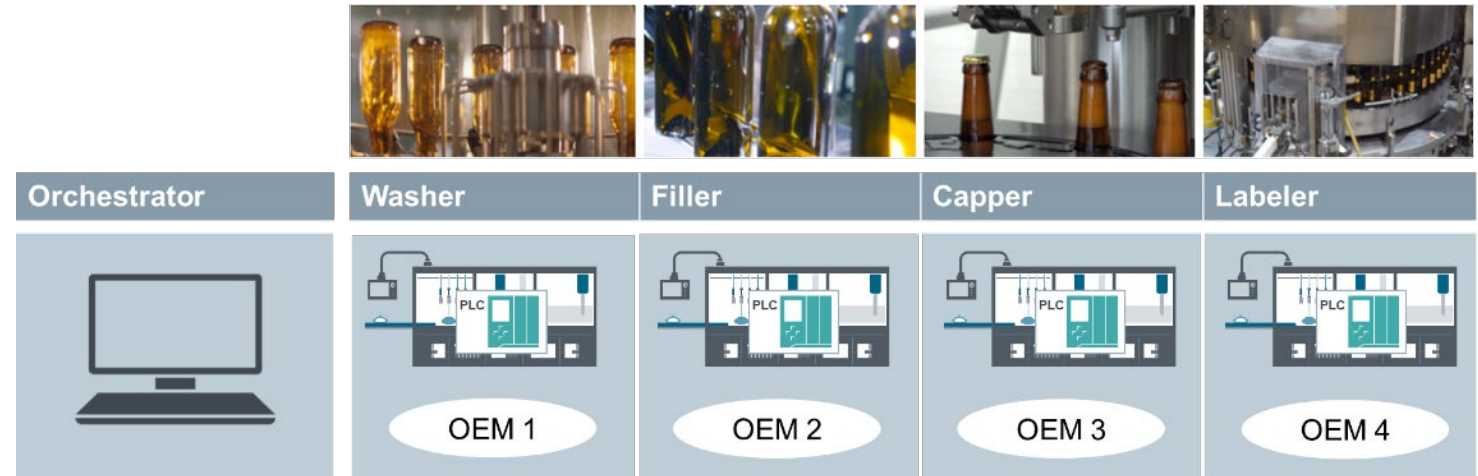 Orchestrator
Washer
Filler
Capper
Labeler
PLC
PLC
PLC
PLC
OEM 1
OEM 2
OEM 3
OEM 4